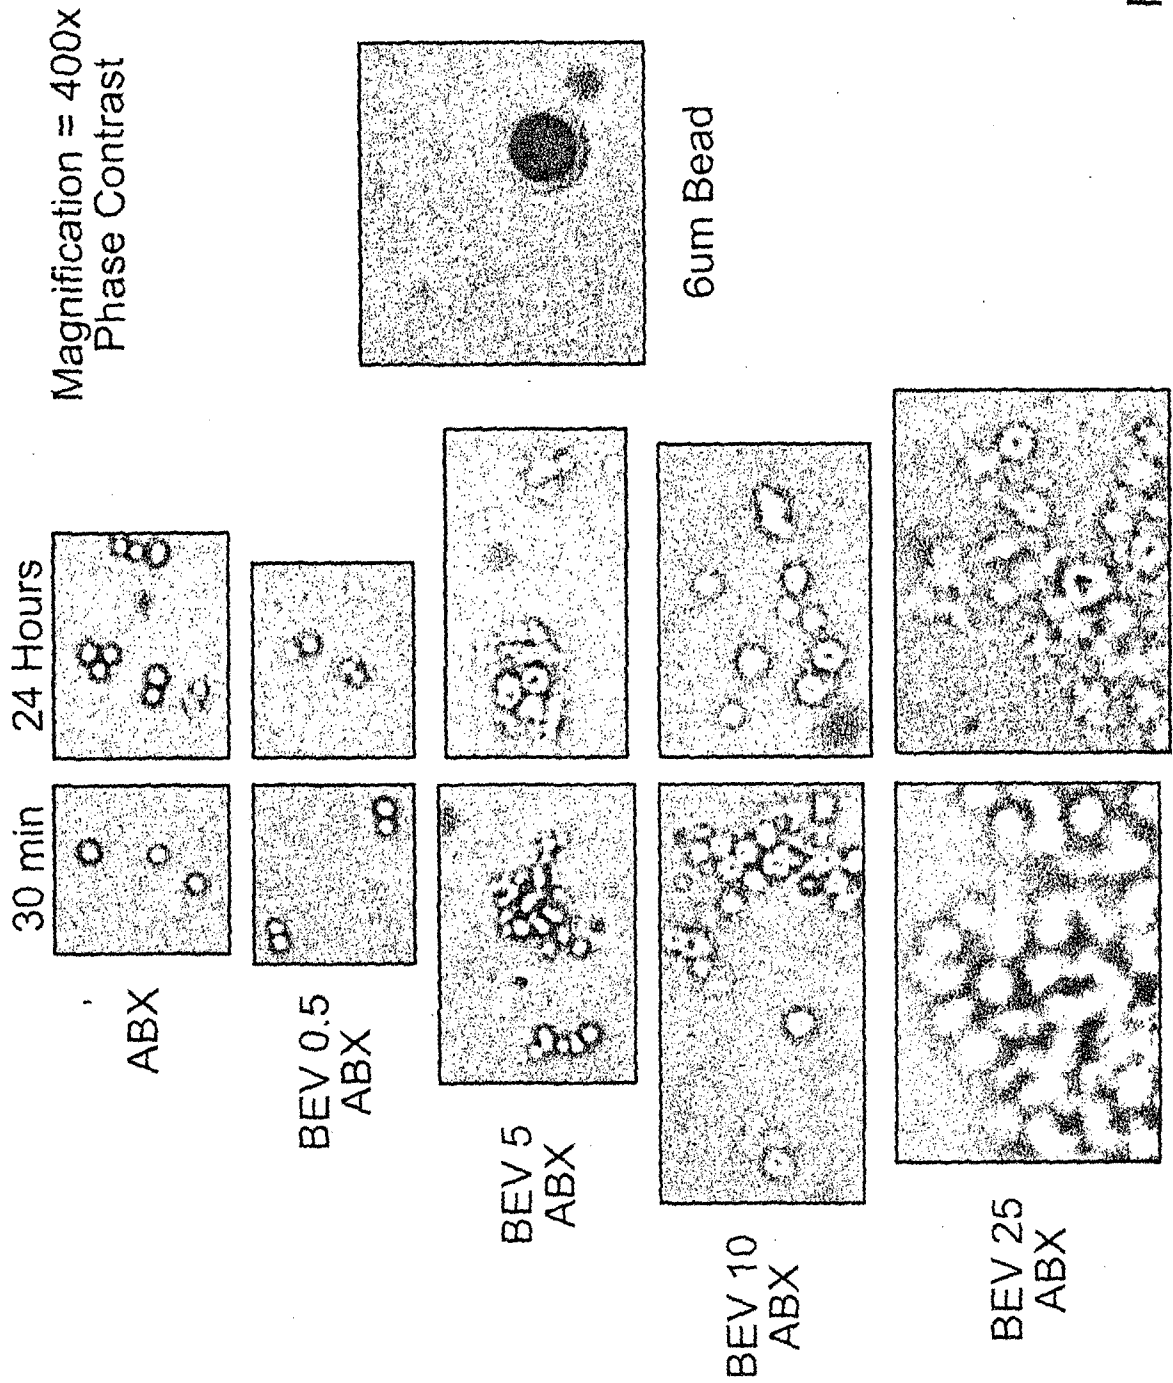 Magnification = 400x
Phase Contrast
30 min
24 Hours
ABX
BEV 0.5
ABX
BEV 5
ABX
BEV 10
ABX
BEV 25
ABX
6um Bead